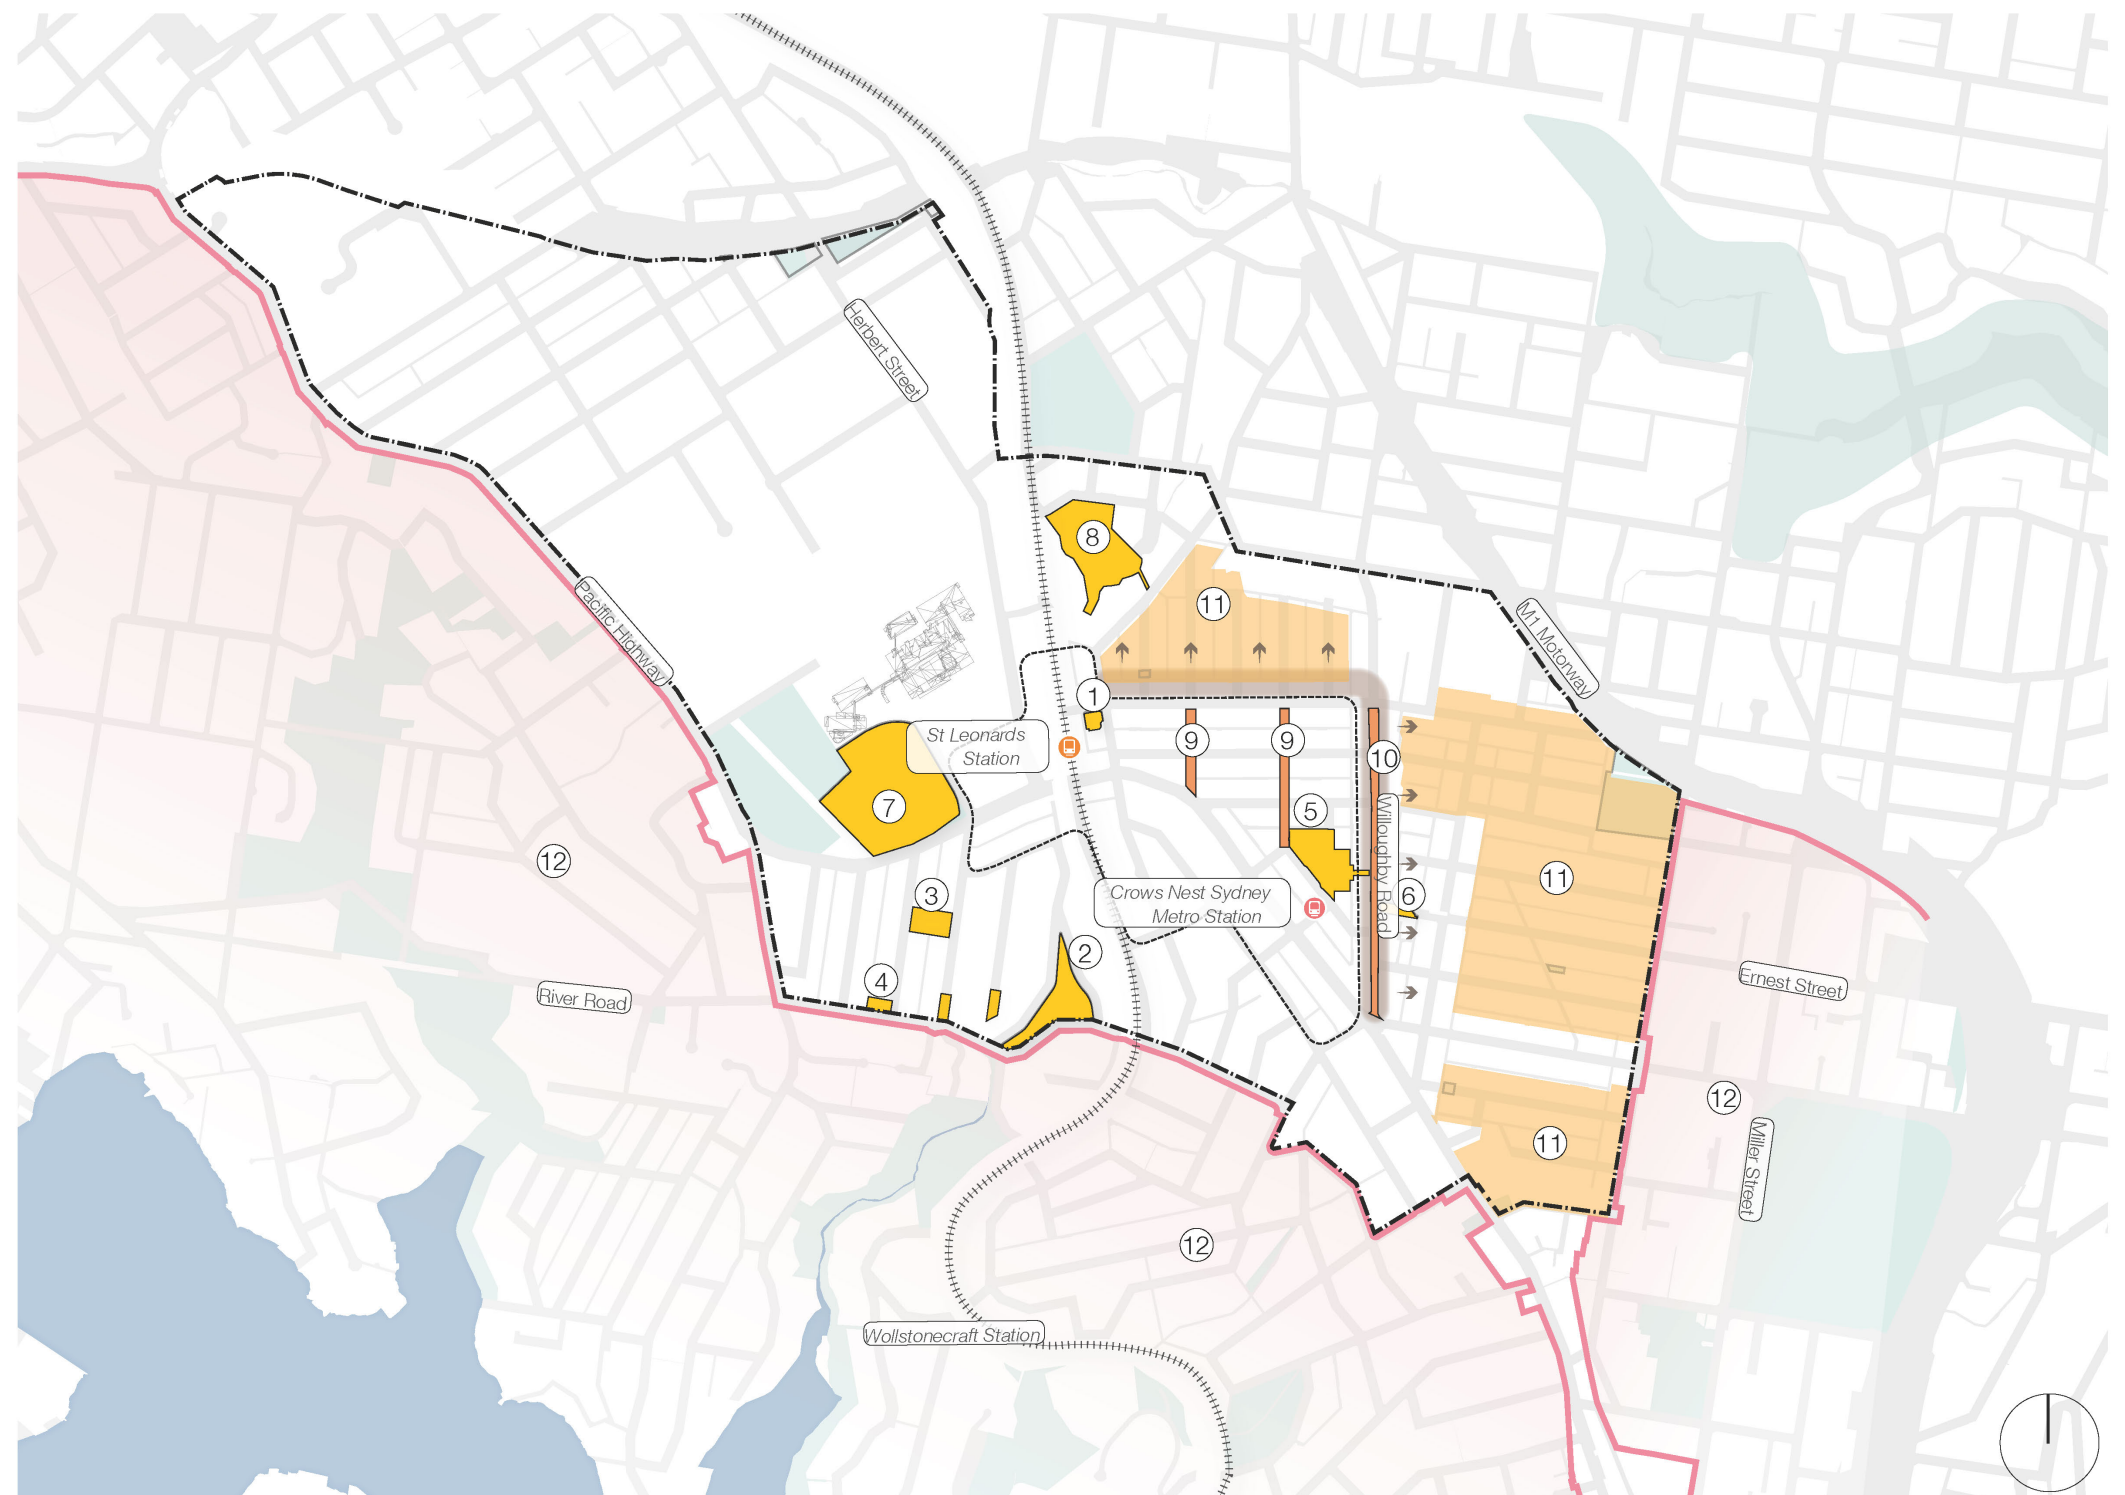 Herbert Street
8
11
Pacific Highway
M1 Motorway
1
St Leonards
Station
9
9
10
7
5
Willoughby Road
12
3
Crows Nest Sydney
Metro Station
6
11
2
4
River Road
Ernest Street
12
11
Miller Street
12
Wollstonecraft Station